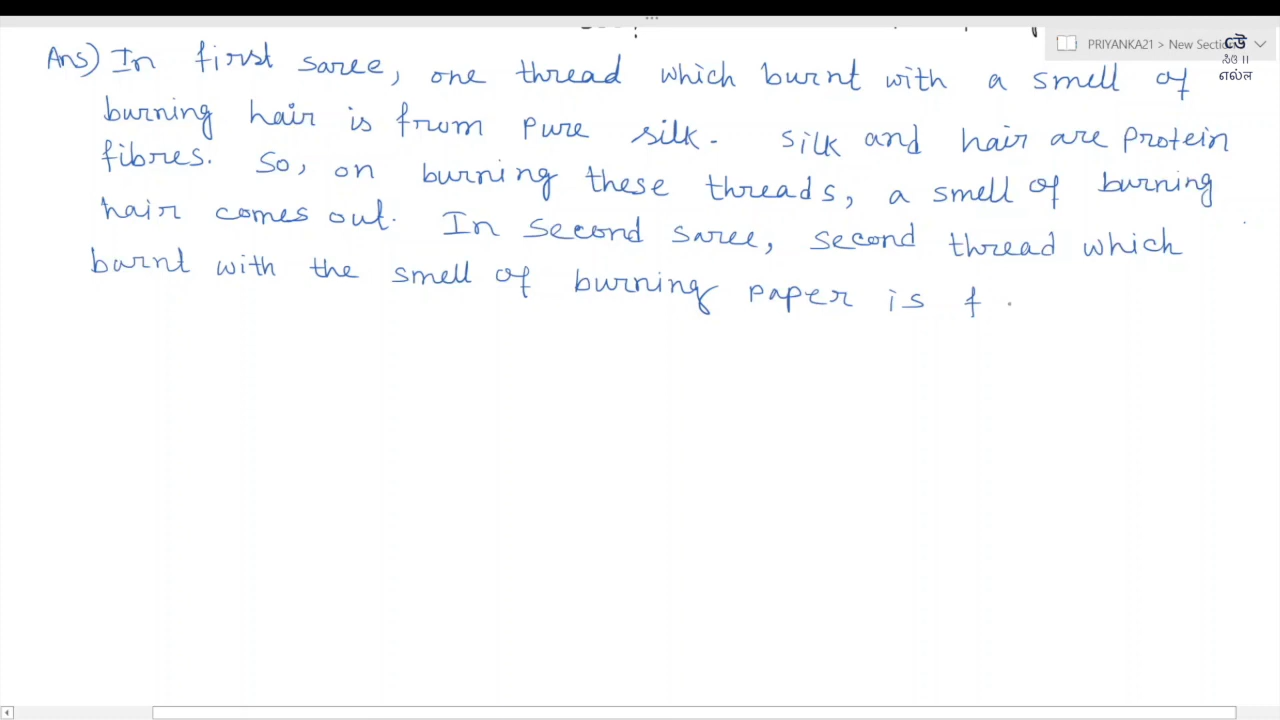 PRIYANKA21 > New Section
Ans) In first saree, one thread which burnt with a smell of
burning hair is from pure silk. Silk and hair are protein
fibres. So, on burning these threads, a smell of burning
hair comes out. In second saree, second thread which
burnt with the smell of burning paper is f